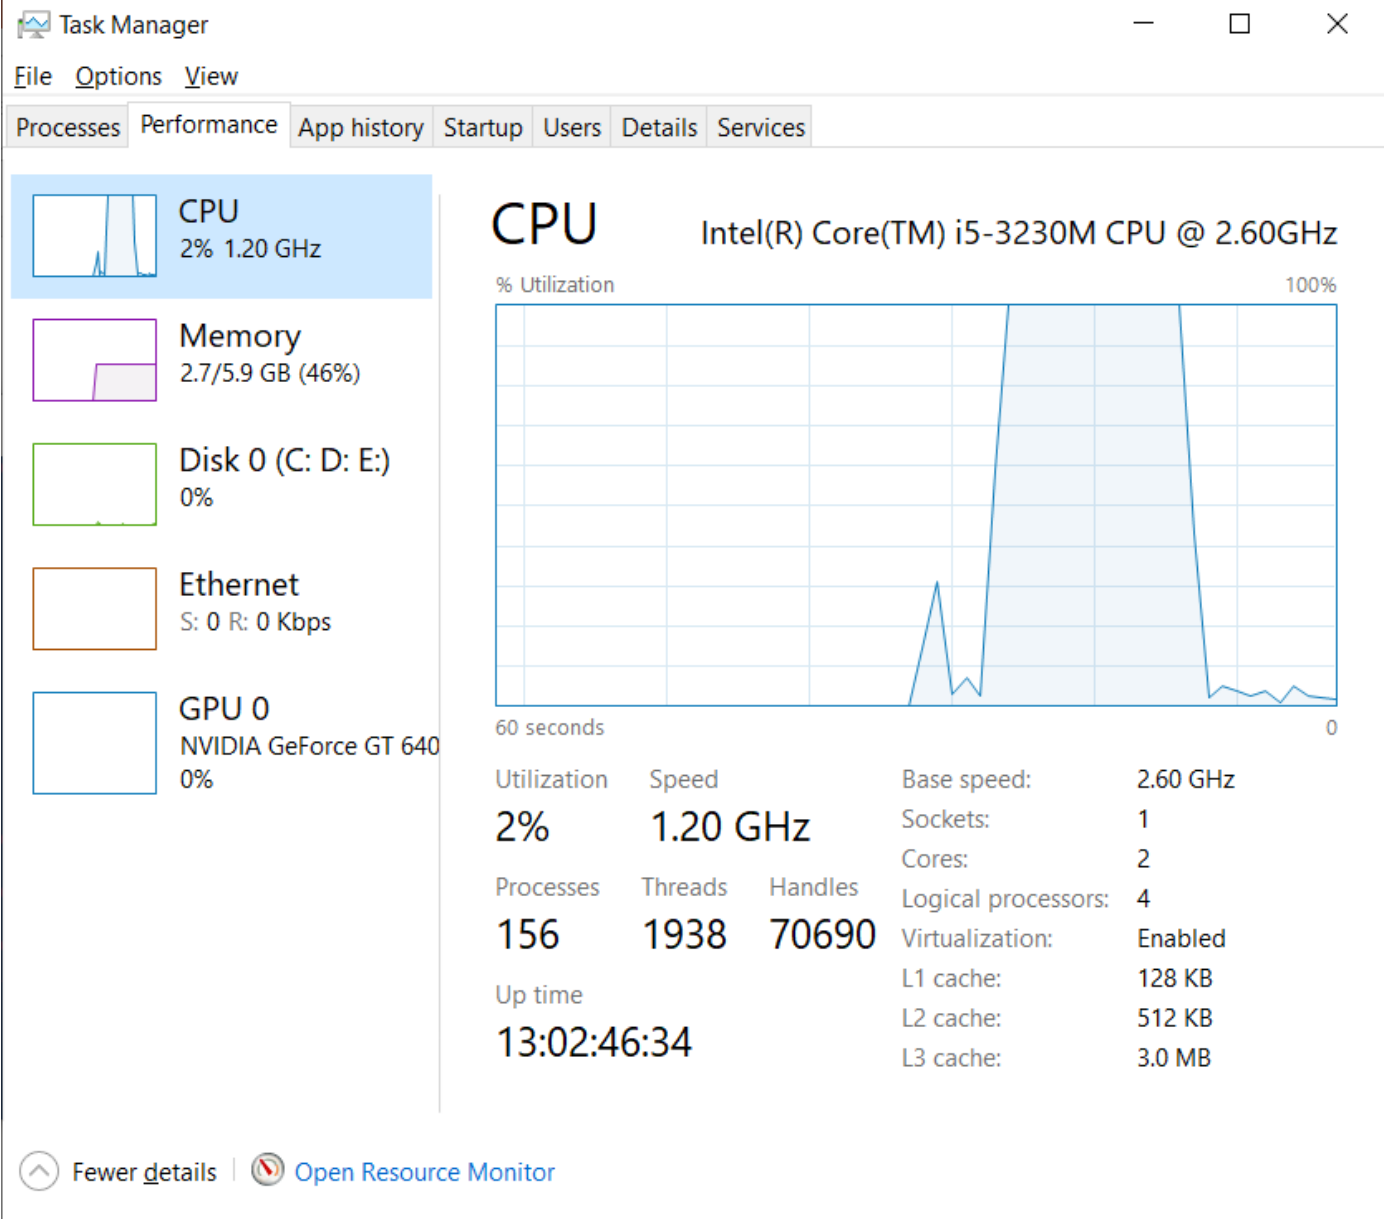 Task Manager
File Options View
Processes Performance App history Startup Users Details Services
CPU
2% 1.20 GHz
Memory
2.7/5.9 GB (46%)
Disk 0 (C: D: E:)
0%
Ethernet
S: 0 R: 0 Kbps
GPU 0
NVIDIA GeForce GT 640
0%
CPU Intel(R) Core(TM) i5-3230M CPU @ 2.60GHz
% Utilization 100%
60 seconds 0
Utilization Speed
2% 1.20 GHz
Processes Threads Handles
156 1938 70690
Up time
13:02:46:34
Base speed: 2.60 GHz
Sockets: 1
Cores: 2
Logical processors: 4
Virtualization: Enabled
L1 cache: 128 KB
L2 cache: 512 KB
L3 cache: 3.0 MB
Fewer details Open Resource Monitor